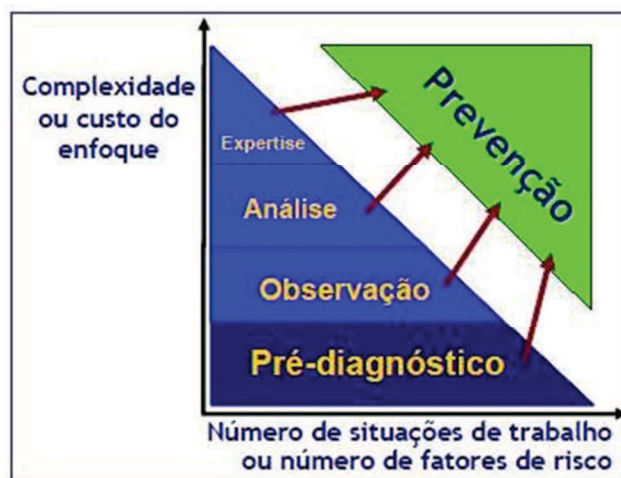 Complexidade
ou custo do
enfoque
Prevenção
Expertise
Análise
Observação
Pré-diagnóstico
Número de situações de trabalho
ou número de fatores de risco